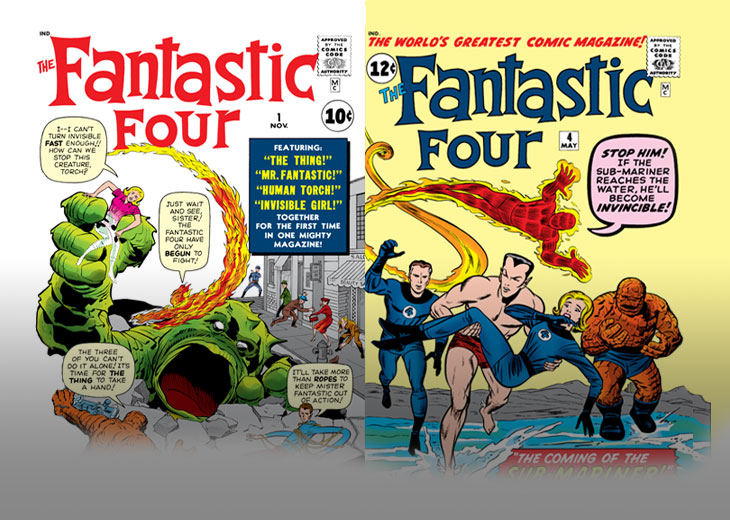 IND.
APPROVED
BY THE
COMICS
CODE
AUTHORITY
THE
Fantastic
FOUR
M
C
1
NOV.
10¢
I--I CAN'T
TURN INVISIBLE
FAST ENOUGH!!
HOW CAN WE
STOP THIS
CREATURE,
TORCH?
FEATURING:
"THE THING!"
"MR. FANTASTIC!"
"HUMAN TORCH!"
"INVISIBLE GIRL!"
TOGETHER
FOR THE FIRST TIME
IN ONE MIGHTY
MAGAZINE!
JUST WAIT
AND SEE,
SISTER!
THE
FANTASTIC
FOUR HAVE
ONLY
BEGUN TO
FIGHT!
THE THREE
OF YOU CAN'T
DO IT ALONE! IT'S
TIME FOR THE
THING TO TAKE
A HAND!
IT'LL TAKE MORE
THAN ROPES TO
KEEP MISTER
FANTASTIC OUT
OF ACTION!
IND.
THE WORLD'S GREATEST COMIC MAGAZINE!
APPROVED
BY THE
COMICS
CODE
AUTHORITY
12¢
THE
Fantastic
FOUR
M
C
4
MAY
STOP HIM!
IF THE
SUB-MARINER
REACHES THE
WATER, HE'LL
BECOME
INVINCIBLE!
4
"THE COMING OF THE
SUB-MARINER!"